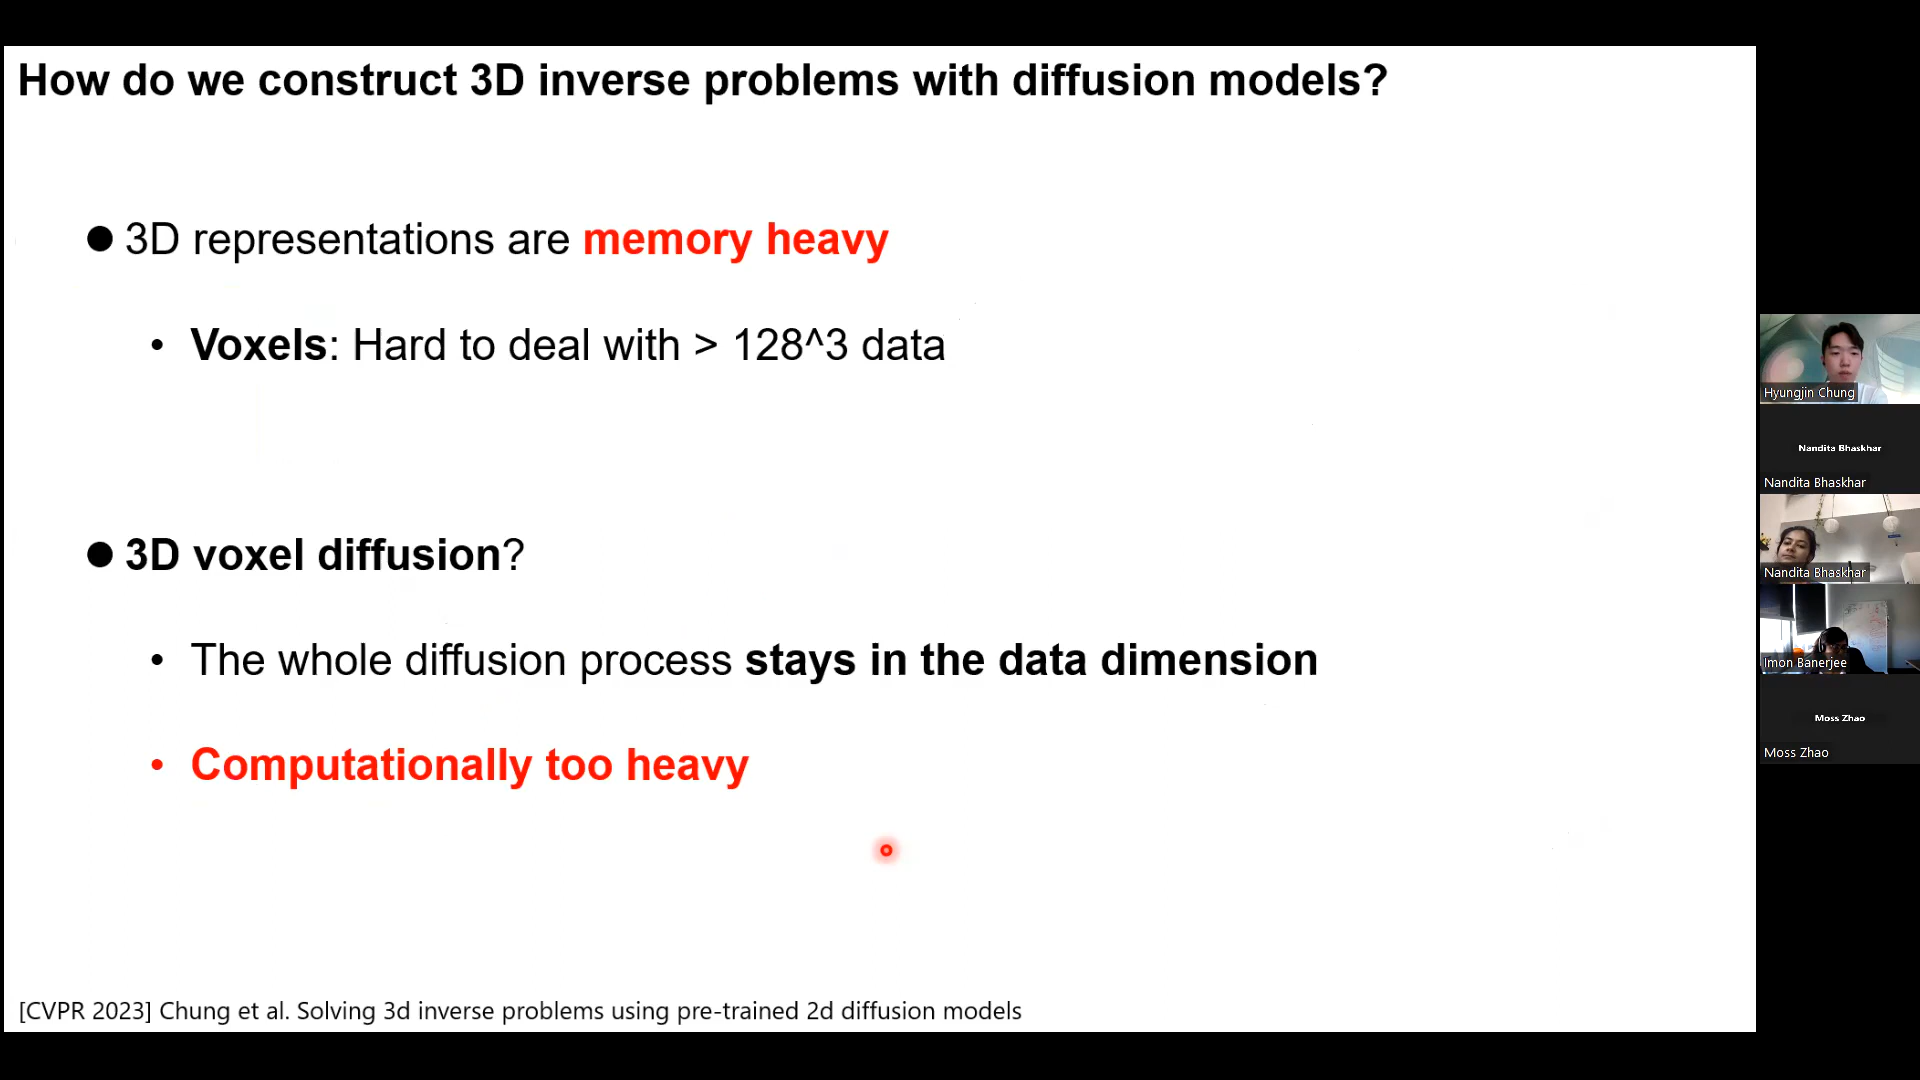 How do we construct 3D inverse problems with diffusion models?
● 3D representations are memory heavy
• Voxels: Hard to deal with > 128^3 data
● 3D voxel diffusion?
• The whole diffusion process stays in the data dimension
• Computationally too heavy
[CVPR 2023] Chung et al. Solving 3d inverse problems using pre-trained 2d diffusion models
Hyungjin Chung
Nandita Bhaskhar
Nandita Bhaskhar
Nandita Bhaskhar
Imon Banerjee
Moss Zhao
Moss Zhao